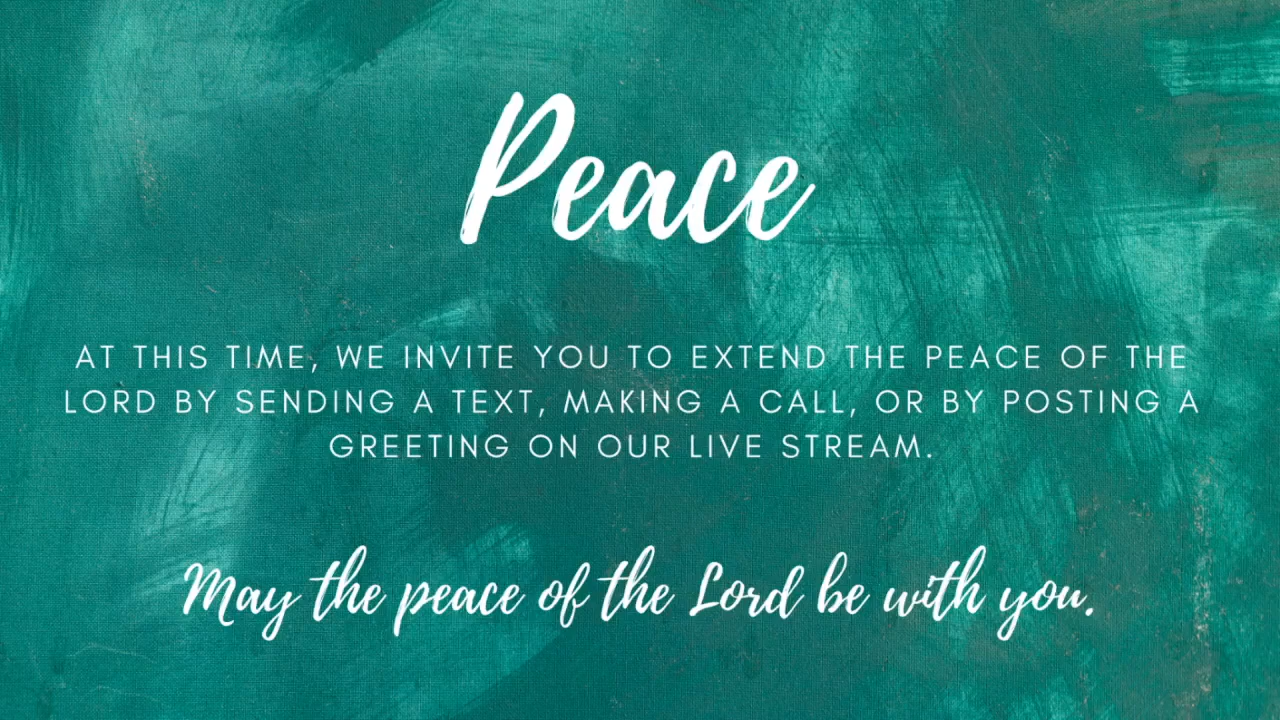 Peace
AT THIS TIME, WE INVITE YOU TO EXTEND THE PEACE OF THE
LORD BY SENDING A TEXT, MAKING A CALL, OR BY POSTING A
GREETING ON OUR LIVE STREAM.
May the peace of the Lord be with you.